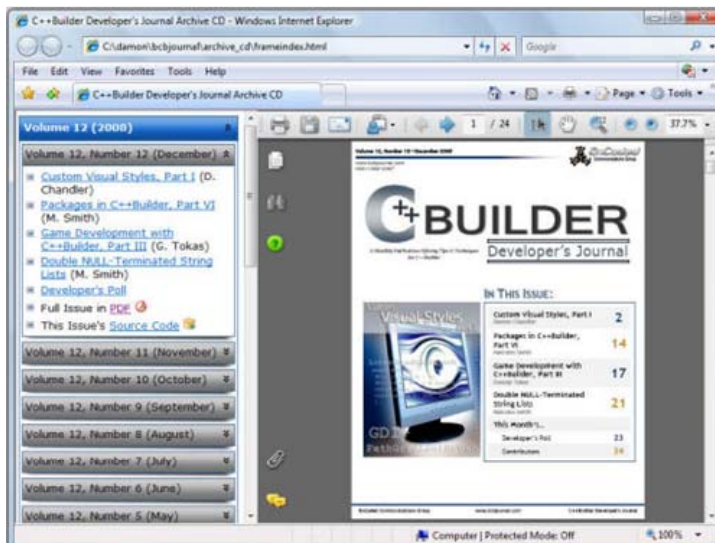 C++Builder Developer's Journal Archive CD - Windows Internet Explorer
C:\damon\bcbjournal\archive_cd\frameindex.html
Google
File Edit View Favorites Tools Help
C++Builder Developer's Journal Archive CD
Page Tools
1 / 24 37.7%
Volume 12 (2008)
Volume 12, Number 12 (December)
Custom Visual Styles, Part I (D.
Chandler)
Packages in C++Builder, Part VI
(M. Smith)
Game Development with
C++Builder, Part III (G. Tokas)
Double NULL-Terminated String
Lists (M. Smith)
Developer's Poll
Full Issue in PDF
This Issue's Source Code
Volume 12, Number 11 (November)
Volume 12, Number 10 (October)
Volume 12, Number 9 (September)
Volume 12, Number 8 (August)
Volume 12, Number 7 (July)
Volume 12, Number 6 (June)
Volume 12, Number 5 (May)
C++BUILDER
Developer's Journal
IN THIS ISSUE:
Custom Visual Styles, Part I 2
Packages in C++Builder,
Part VI 14
Game Development with
C++Builder, Part III 17
Double NULL-Terminated
String Lists 21
This Month's...
Developer's Poll 23
Contributors 24
Visual Styles
GDI
Computer | Protected Mode: Off
100%